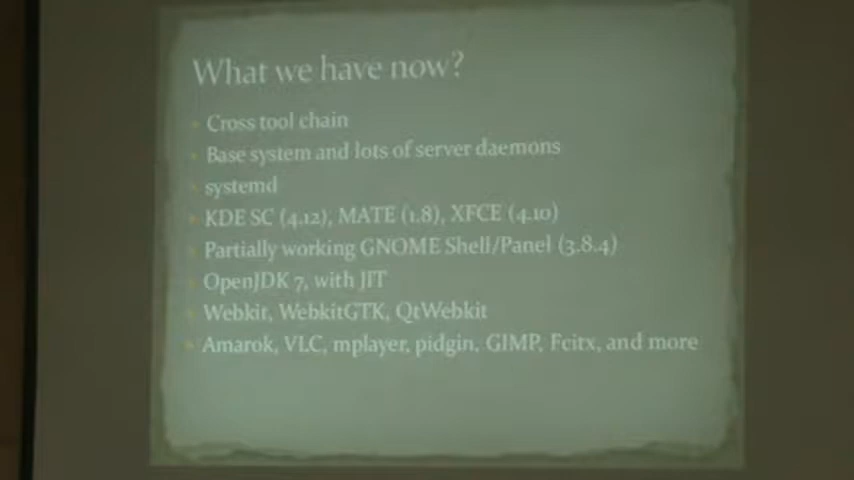 What we have now?
Cross tool chain
Base system and lots of server daemons
systemd
KDE SC (4.12), MATE (1.8), XFCE (4.10)
Partially working GNOME Shell/Panel (3.8.4)
OpenJDK 7, with JIT
Webkit, WebkitGTK, QtWebkit
Amarok, VLC, mplayer, pidgin, GIMP, Fcitx, and more